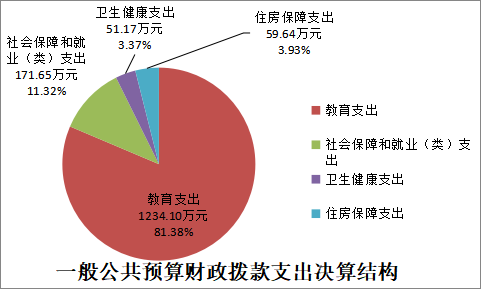 卫生健康支出
51.17万元
3.37%
住房保障支出
59.64万元
3.93%
社会保障和就
业（类）支出
171.65万元
11.32%
教育支出
1234.10万元
81.38%
教育支出
社会保障和就业（类）支
出
卫生健康支出
住房保障支出
一般公共预算财政拨款支出决算结构